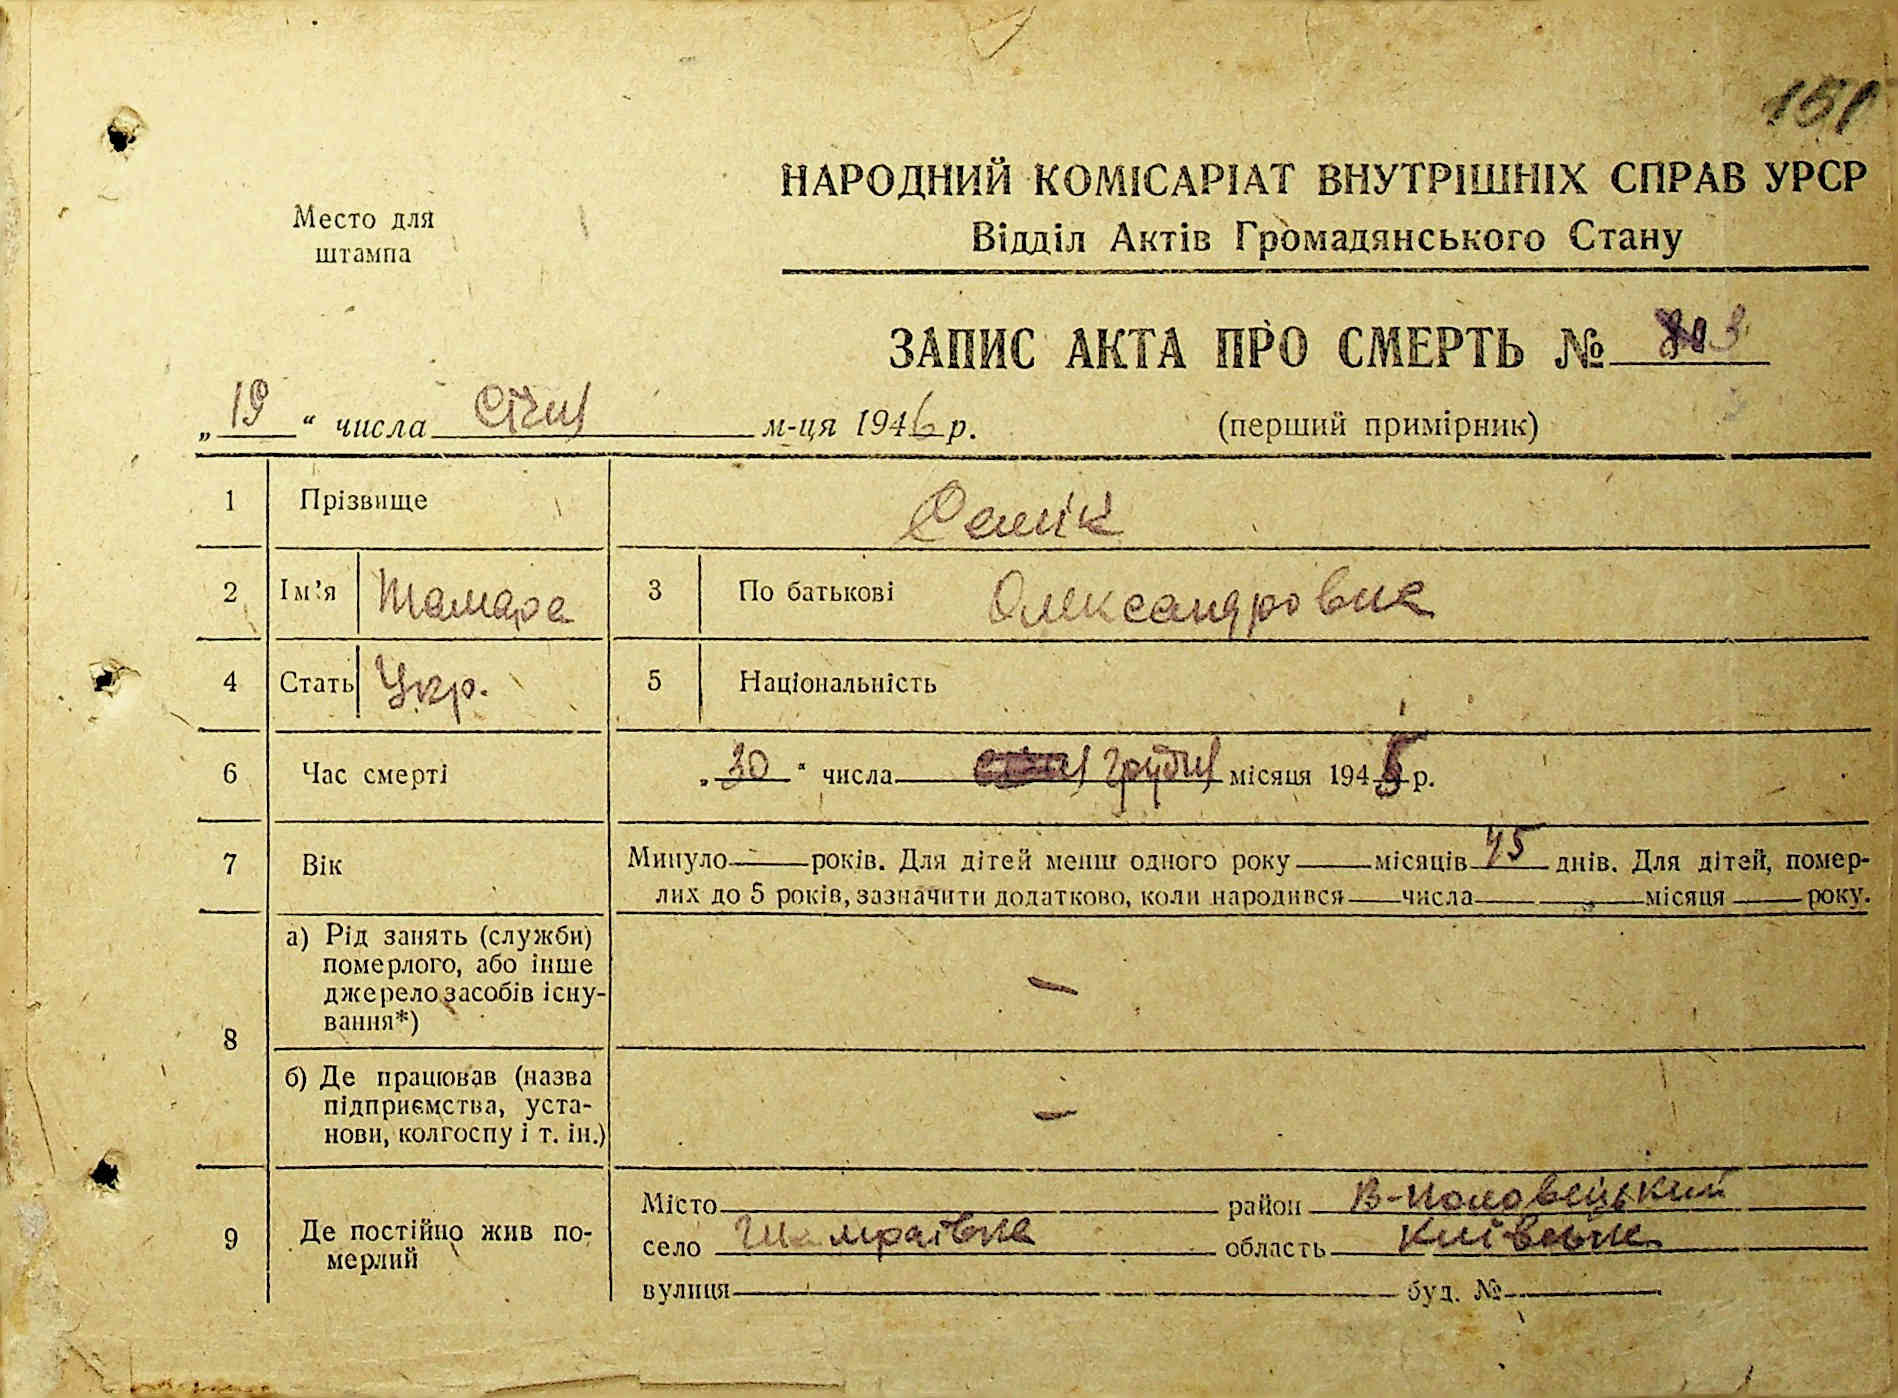 151
НАРОДНИЙ КОМІСАРІАТ ВНУТРІШНІХ СПРАВ УРСР
Место для
штампа
Відділ Актів Громадянського Стану
ЗАПИС АКТА ПРО СМЕРТЬ № 3
„ 19 “ числа Січня м-ця 1946 р. (перший примірник)
1 Прізвище Семік
2 Ім'я Тамара 3 По батькові Олександровна
4 Стать Укр. 5 Національність
6 Час смерті „ 30 “ числа грудня місяця 1945 р.
7 Вік Минуло — років. Для дітей менш одного року — місяців 45 днів. Для дітей, помер-
лих до 5 років, зазначити додатково, коли народився — числа — місяця — року.
а) Рід занять (служби)
померлого, або інше
джерело засобів існу-
вання*) —
8
б) Де працював (назва
підприємства, уста-
нови, колгоспу і т. ін.) —
9 Де постійно жив по-
мерлий
Місто район В-Половецький
село Шамраївка область Київська
вулиця буд. №